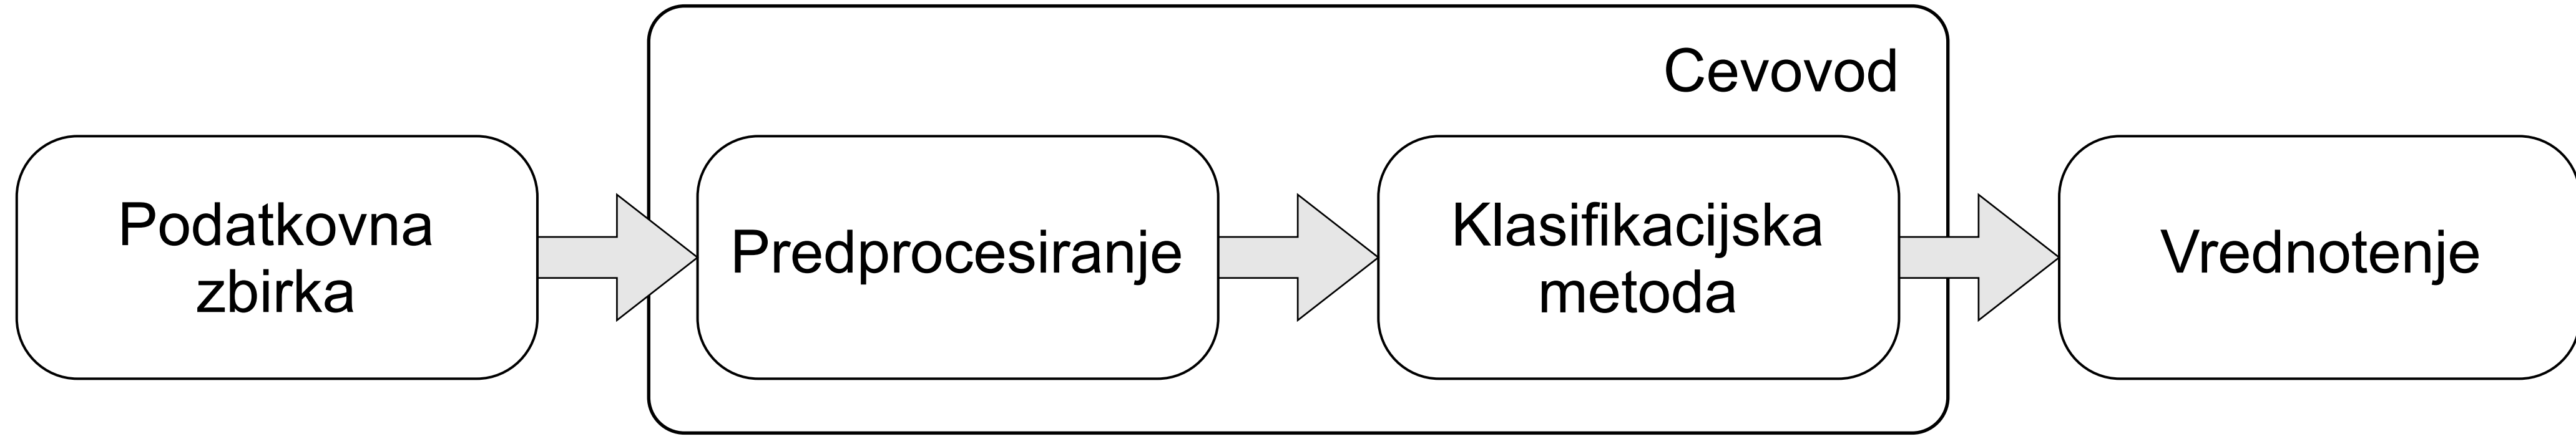 Cevovod
Podatkovna
zbirka
Predprocesiranje
Klasifikacijska
metoda
Vrednotenje